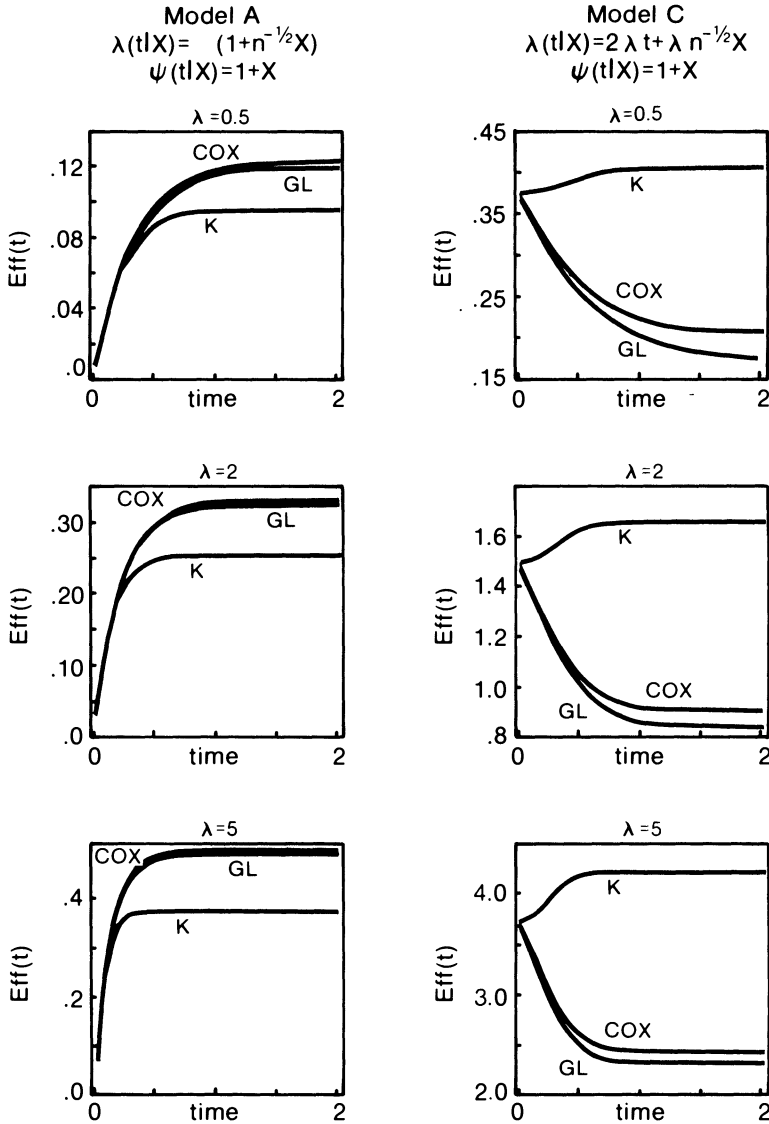 Model A
λ(t|X)= (1+n⁻¹/²X)
ψ(t|X)=1+X
λ=0.5
.12
.08
.04
.0
Eff(t)
COX
GL
K
0
time
2
λ=2
.30
.20
.10
.0
Eff(t)
COX
GL
K
0
time
2
λ=5
.4
.2
.0
Eff(t)
COX
GL
K
0
time
2
Model C
λ(t|X)=2 λ t+λ n⁻¹/²X
ψ(t|X)=1+X
λ=0.5
.45
.35
.25
.15
Eff(t)
K
COX
GL
0
time
2
λ=2
1.6
1.4
1.2
1.0
.8
Eff(t)
K
COX
GL
0
time
2
λ=5
4.0
3.0
2.0
Eff(t)
K
COX
GL
0
time
2